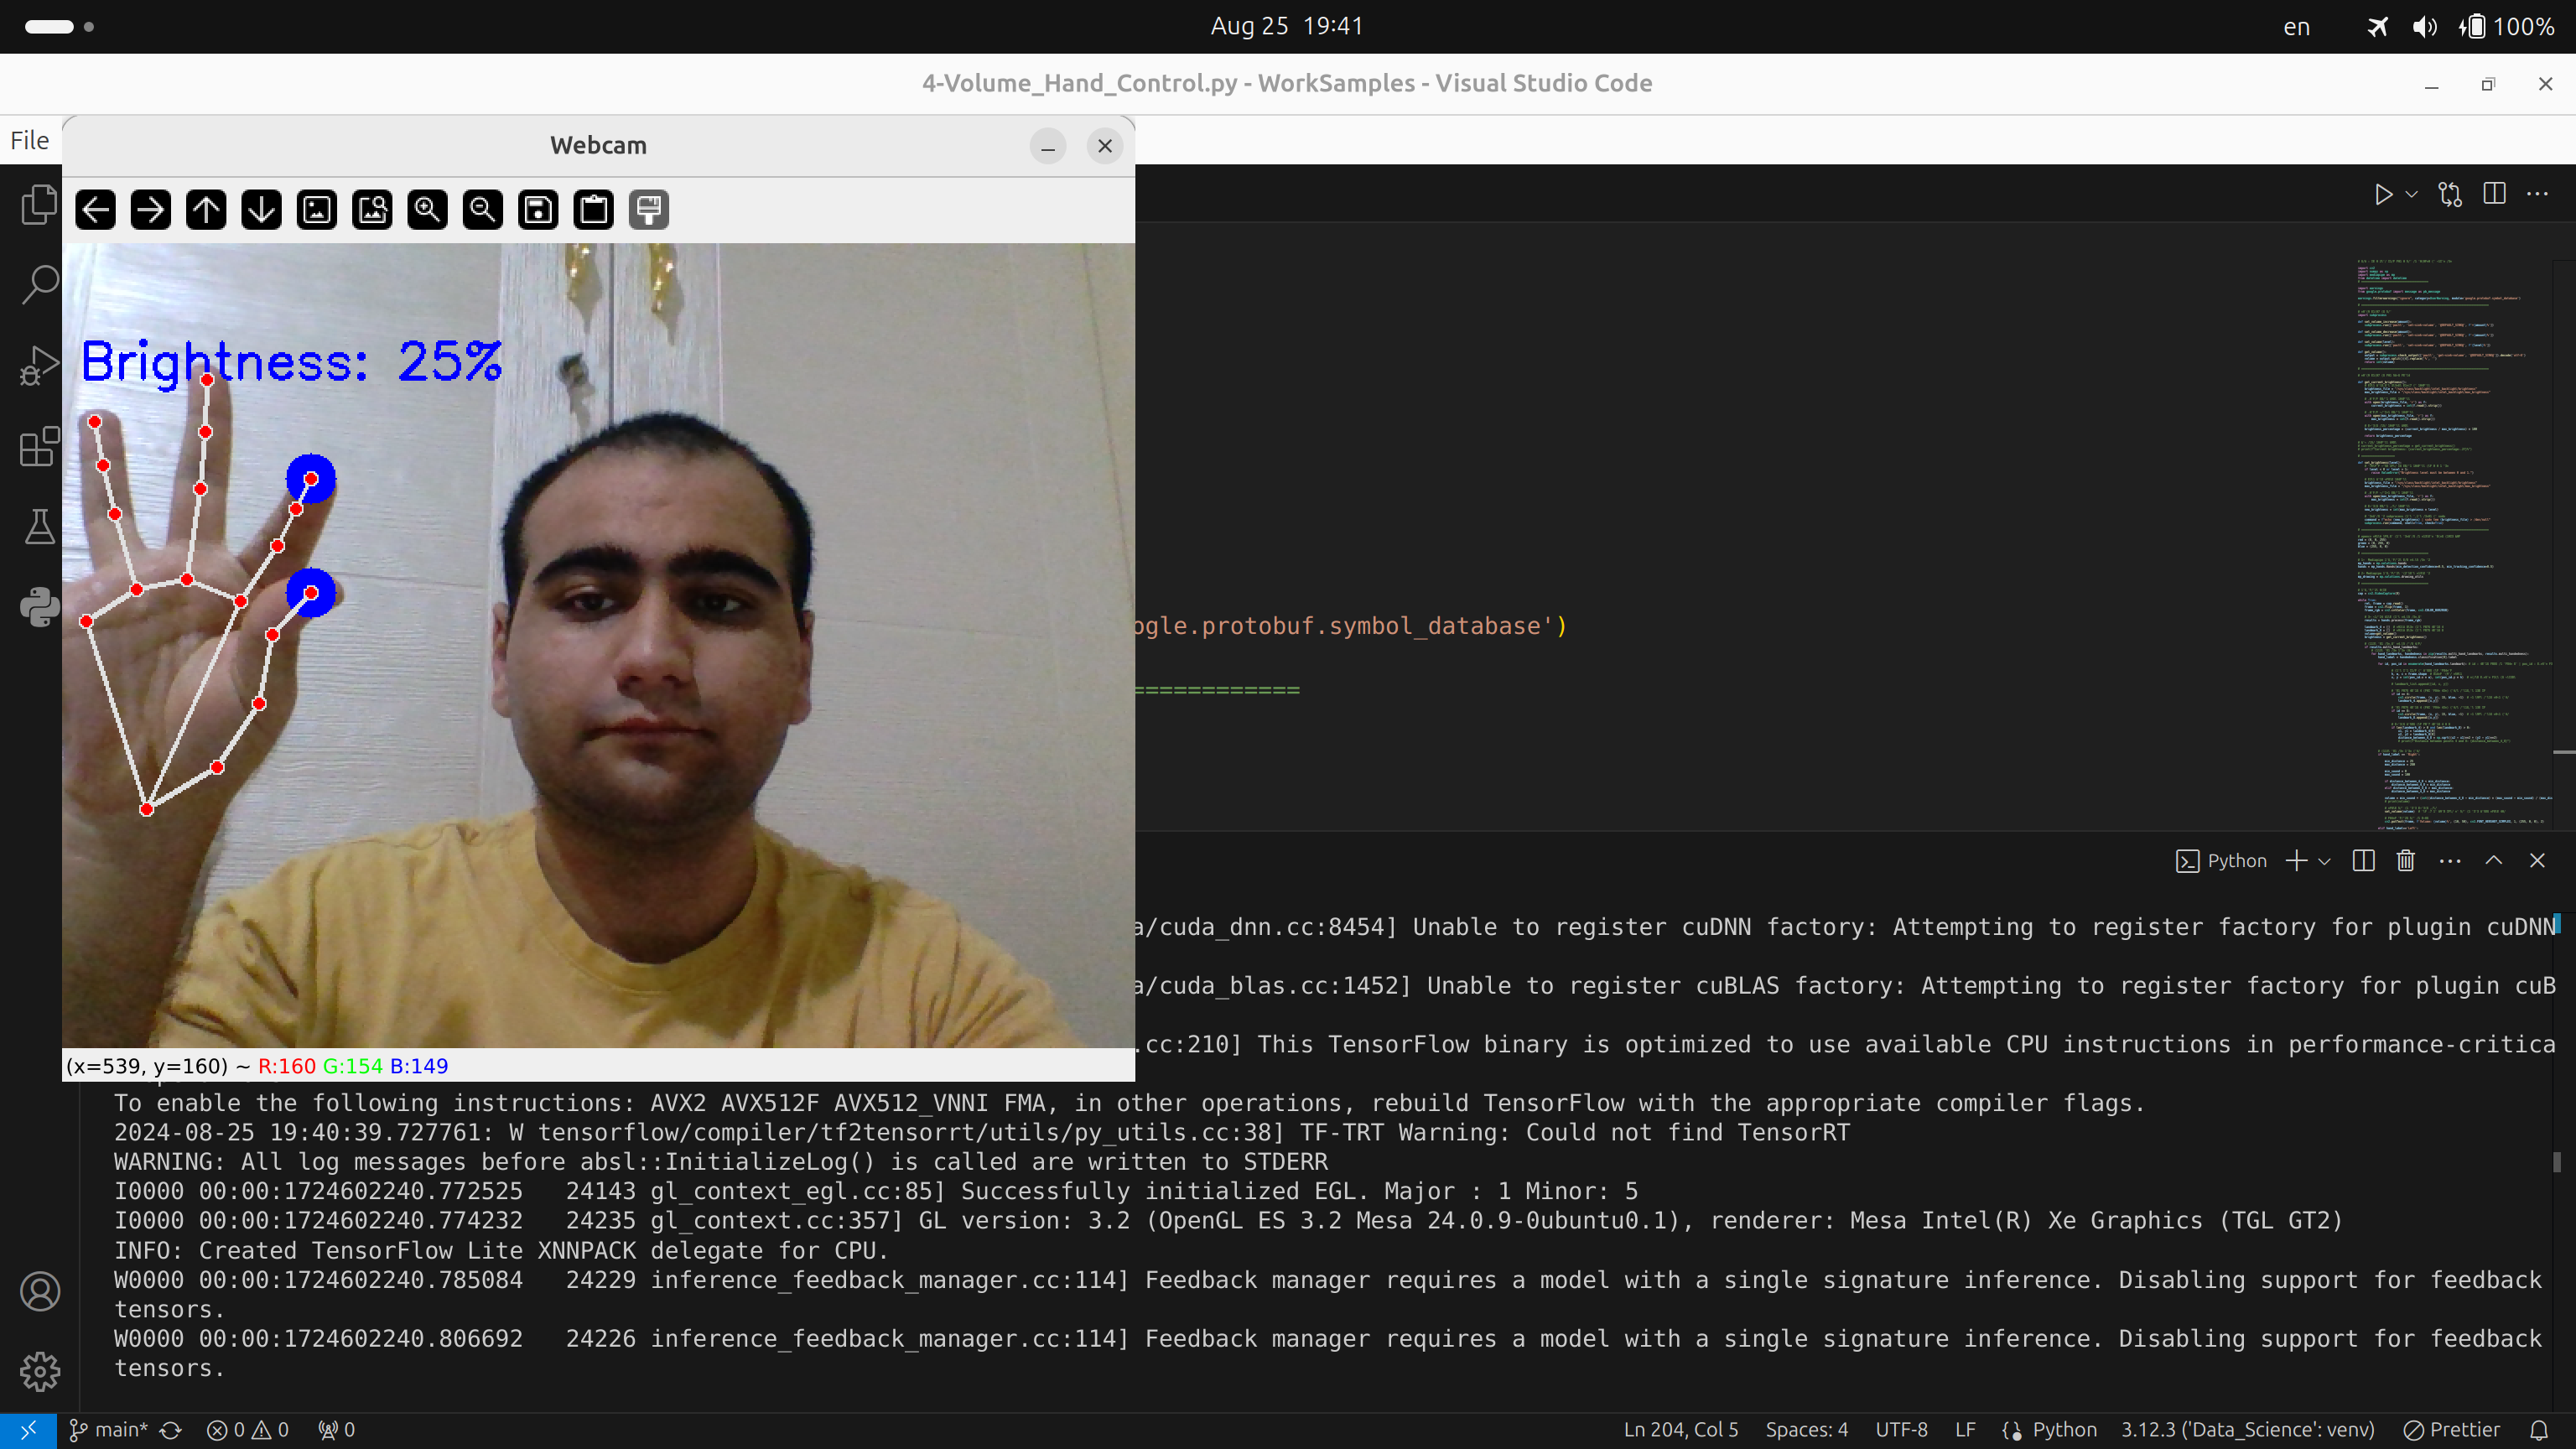 Aug 25 19:41
en
100%
4-Volume_Hand_Control.py - WorkSamples - Visual Studio Code
File
Webcam
Brightness: 25%
ogle.protobuf.symbol_database')
============
Python
a/cuda_dnn.cc:8454] Unable to register cuDNN factory: Attempting to register factory for plugin cuDNN
a/cuda_blas.cc:1452] Unable to register cuBLAS factory: Attempting to register factory for plugin cuB
.cc:210] This TensorFlow binary is optimized to use available CPU instructions in performance-critica
(x=539, y=160) ~ R:160 G:154 B:149
To enable the following instructions: AVX2 AVX512F AVX512_VNNI FMA, in other operations, rebuild TensorFlow with the appropriate compiler flags.
2024-08-25 19:40:39.727761: W tensorflow/compiler/tf2tensorrt/utils/py_utils.cc:38] TF-TRT Warning: Could not find TensorRT
WARNING: All log messages before absl::InitializeLog() is called are written to STDERR
I0000 00:00:1724602240.772525   24143 gl_context_egl.cc:85] Successfully initialized EGL. Major : 1 Minor: 5
I0000 00:00:1724602240.774232   24235 gl_context.cc:357] GL version: 3.2 (OpenGL ES 3.2 Mesa 24.0.9-0ubuntu0.1), renderer: Mesa Intel(R) Xe Graphics (TGL GT2)
INFO: Created TensorFlow Lite XNNPACK delegate for CPU.
W0000 00:00:1724602240.785084   24229 inference_feedback_manager.cc:114] Feedback manager requires a model with a single signature inference. Disabling support for feedback
tensors.
W0000 00:00:1724602240.806692   24226 inference_feedback_manager.cc:114] Feedback manager requires a model with a single signature inference. Disabling support for feedback
tensors.
main* 0 0 0 Ln 204, Col 5 Spaces: 4 UTF-8 LF Python 3.12.3 ('Data_Science': venv) Prettier